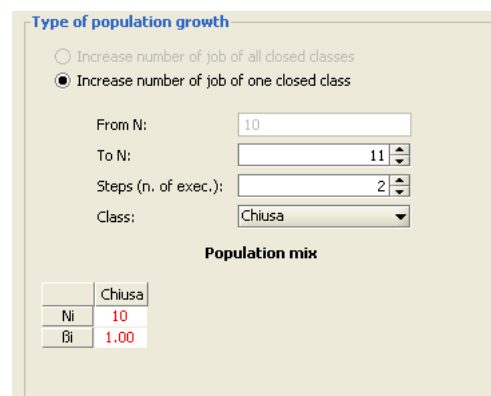 Type of population growth
Increase number of job of all closed classes
Increase number of job of one closed class
From N: 10
To N: 11
Steps (n. of exec.): 2
Class: Chiusa
Population mix
Chiusa
Ni 10
βi 1.00